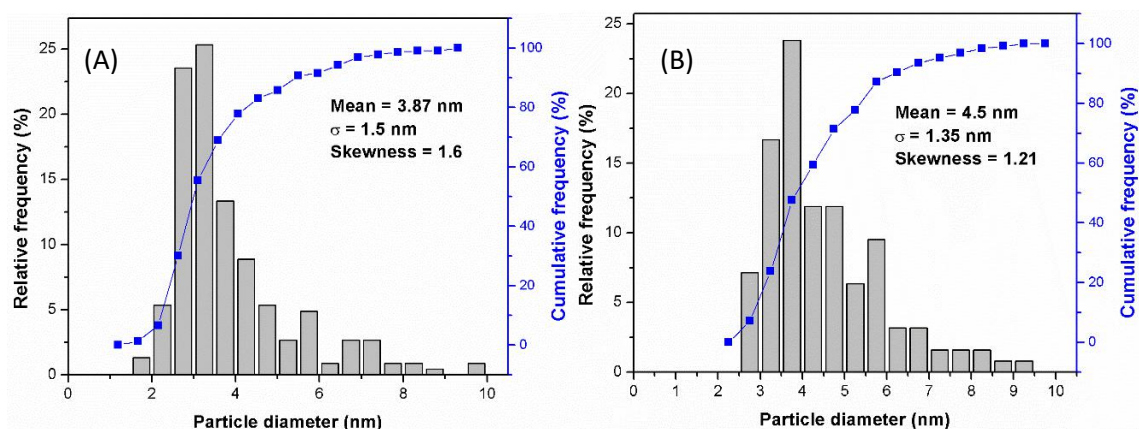 (A)
Relative frequency (%)
25
20
15
10
5
0
Mean = 3.87 nm
σ = 1.5 nm
Skewness = 1.6
100
80
60
40
20
0
Cumulative frequency (%)
0 2 4 6 8 10
Particle diameter (nm)
(B)
Relative frequency (%)
25
20
15
10
5
0
Mean = 4.5 nm
σ = 1.35 nm
Skewness = 1.21
100
80
60
40
20
0
Cumulative frequency (%)
0 1 2 3 4 5 6 7 8 9 10
Particle diameter (nm)